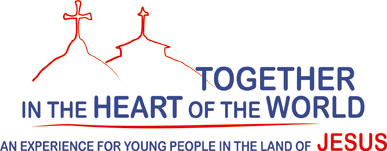 TOGETHER
IN THE HEART OF THE WORLD
AN EXPERIENCE FOR YOUNG PEOPLE IN THE LAND OF JESUS